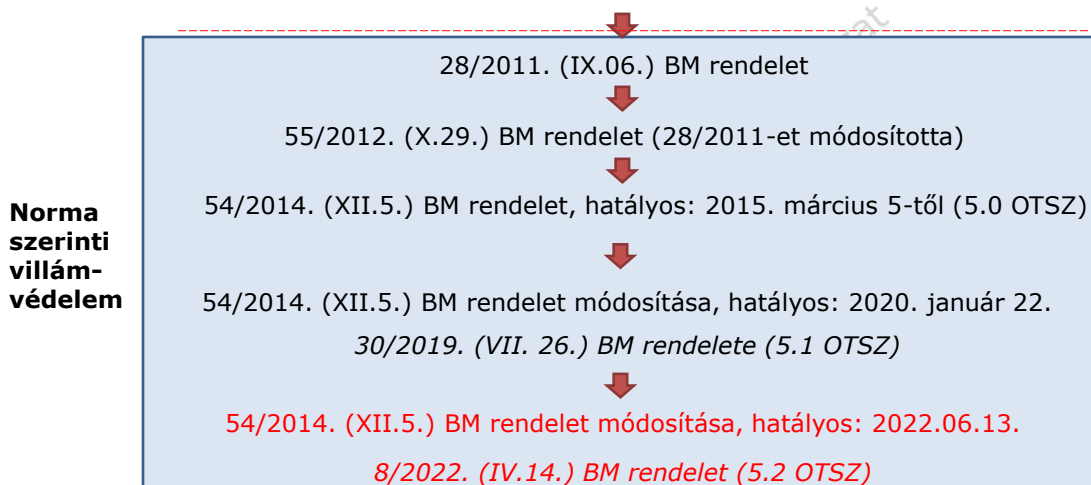 28/2011. (IX.06.) BM rendelet
55/2012. (X.29.) BM rendelet (28/2011-et módosította)
54/2014. (XII.5.) BM rendelet, hatályos: 2015. március 5-től (5.0 OTSZ)
Norma
szerinti
villám-
védelem
54/2014. (XII.5.) BM rendelet módosítása, hatályos: 2020. január 22.
30/2019. (VII. 26.) BM rendelete (5.1 OTSZ)
54/2014. (XII.5.) BM rendelet módosítása, hatályos: 2022.06.13.
8/2022. (IV.14.) BM rendelet (5.2 OTSZ)